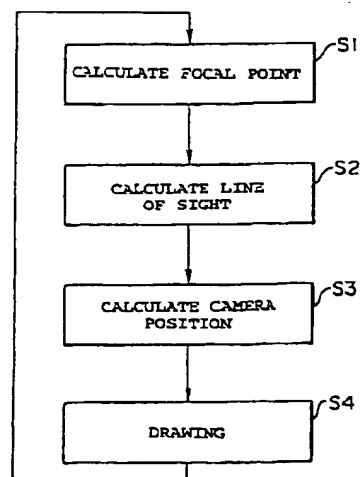 S1
CALCULATE FOCAL POINT
S2
CALCULATE LINE
OF SIGHT
S3
CALCULATE CAMERA
POSITION
S4
DRAWING